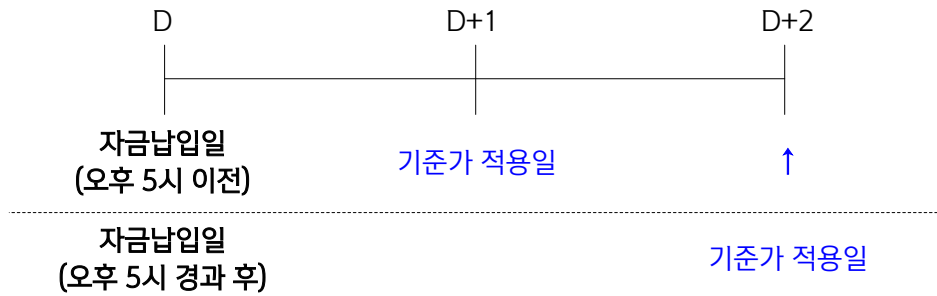 D D+1 D+2
자금납입일
(오후 5시 이전)
기준가 적용일
↑
자금납입일
(오후 5시 경과 후)
기준가 적용일